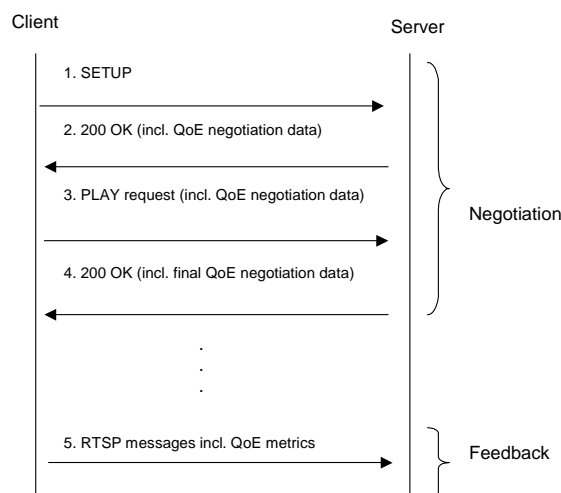 Client
Server
1. SETUP
2. 200 OK (incl. QoE negotiation data)
3. PLAY request (incl. QoE negotiation data)
Negotiation
4. 200 OK (incl. final QoE negotiation data)
.
.
.
5. RTSP messages incl. QoE metrics
Feedback